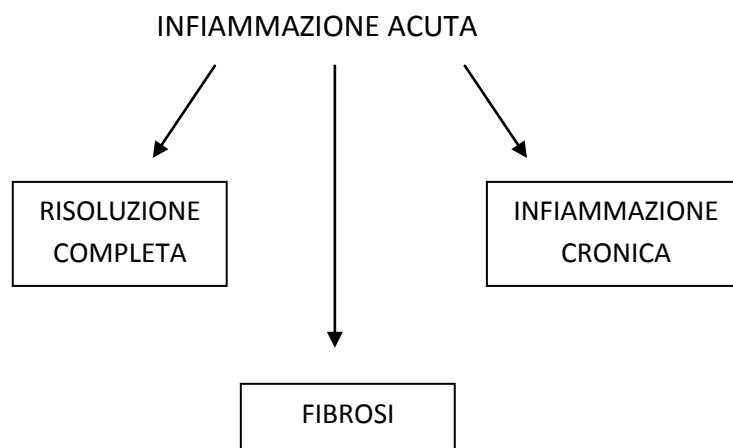 INFIAMMAZIONE ACUTA
RISOLUZIONE
COMPLETA
INFIAMMAZIONE
CRONICA
FIBROSI